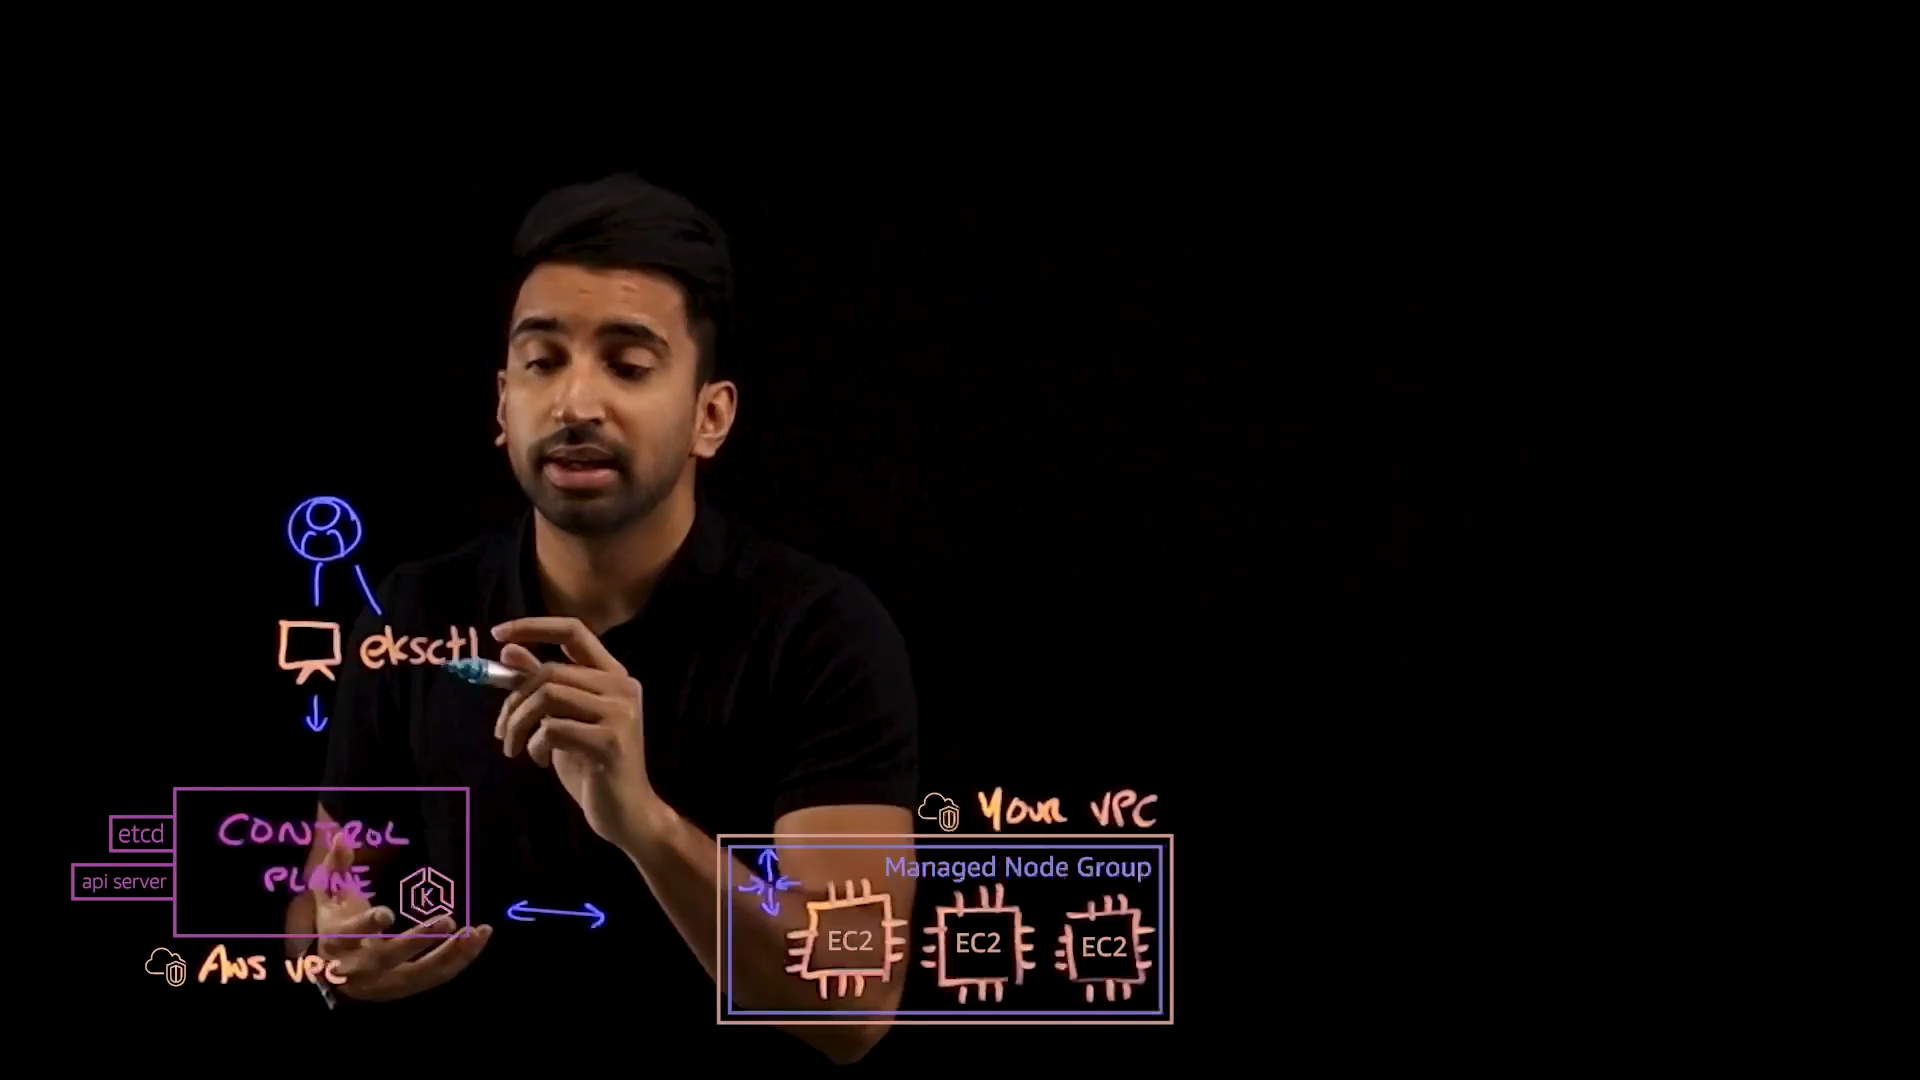 eksctl
etcd
api server
CONTROL
PLANE
K
AWS VPC
Your VPC
Managed Node Group
EC2
EC2
EC2